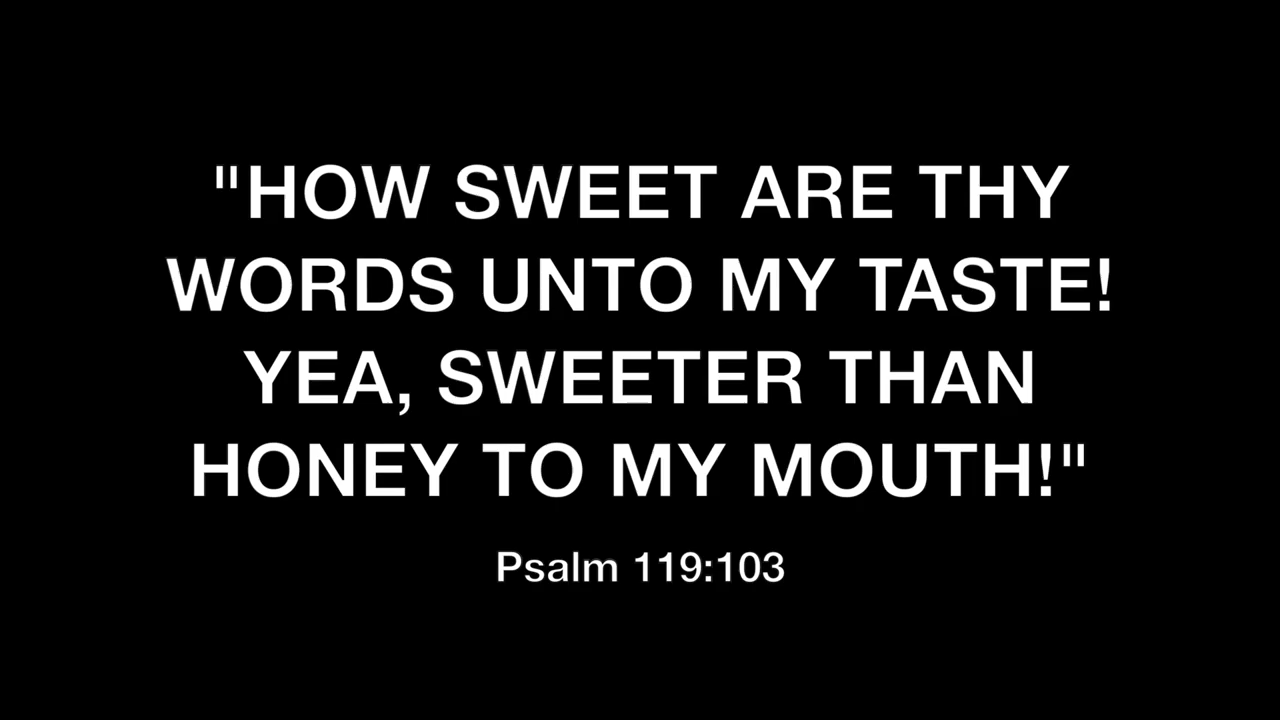 "HOW SWEET ARE THY
WORDS UNTO MY TASTE!
YEA, SWEETER THAN
HONEY TO MY MOUTH!"
Psalm 119:103